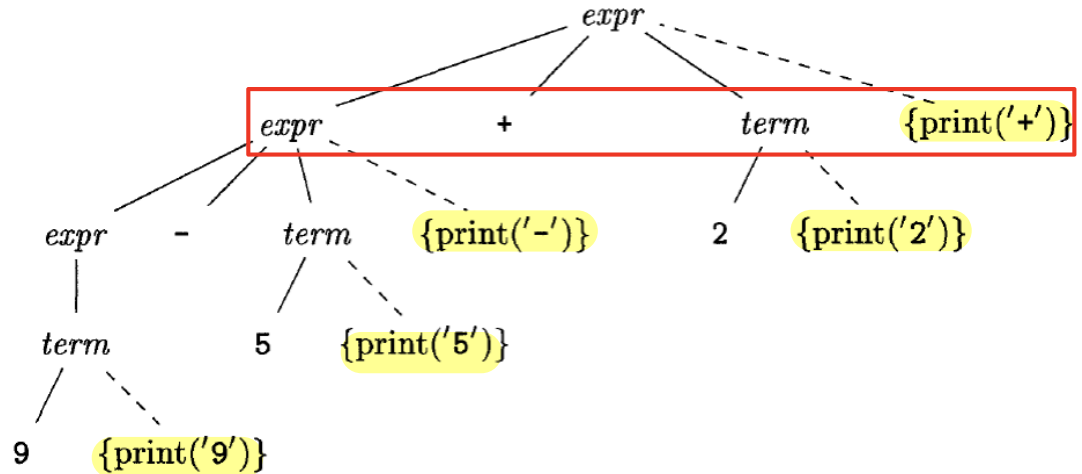 expr
expr + term {print('+')}
expr - term {print('-')} 2 {print('2')}
term 5 {print('5')}
9 {print('9')}